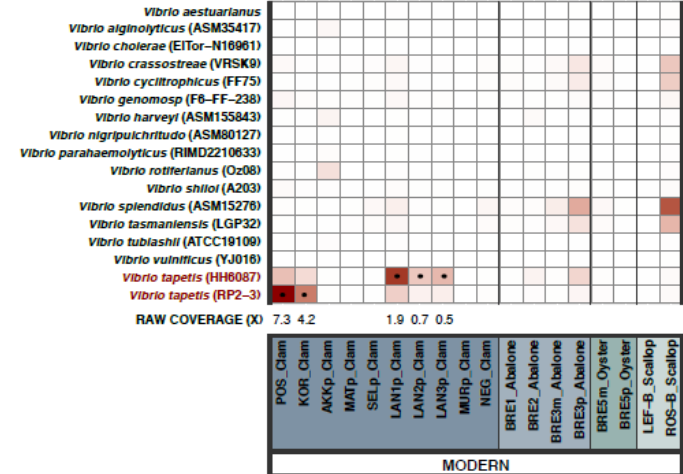 Vibrio aestuarianus
Vibrio alginolyticus (ASM35417)
Vibrio cholerae (ElTor–N16961)
Vibrio crassostreae (VRSK9)
Vibrio cyclitrophicus (FF75)
Vibrio genomosp (F6–FF–238)
Vibrio harveyi (ASM155843)
Vibrio nigripulchritudo (ASM80127)
Vibrio parahaemolyticus (RIMD2210633)
Vibrio rotiferianus (Oz08)
Vibrio shiloi (A203)
Vibrio splendidus (ASM15276)
Vibrio tasmaniensis (LGP32)
Vibrio tubiashii (ATCC19109)
Vibrio vulnificus (YJ016)
Vibrio tapetis (HH6087)
Vibrio tapetis (RP2–3)
RAW COVERAGE (X) 7.3 4.2 1.9 0.7 0.5
POS_Clam
KOR_Clam
AKKp_Clam
MATp_Clam
SELp_Clam
LAN1p_Clam
LAN2p_Clam
LAN3p_Clam
MURp_Clam
NEG_Clam
BRE1_Abalone
BRE2_Abalone
BRE3m_Abalone
BRE3p_Abalone
BRE5m_Oyster
BRE5p_Oyster
LEF–B_Scallop
ROS–B_Scallop
MODERN